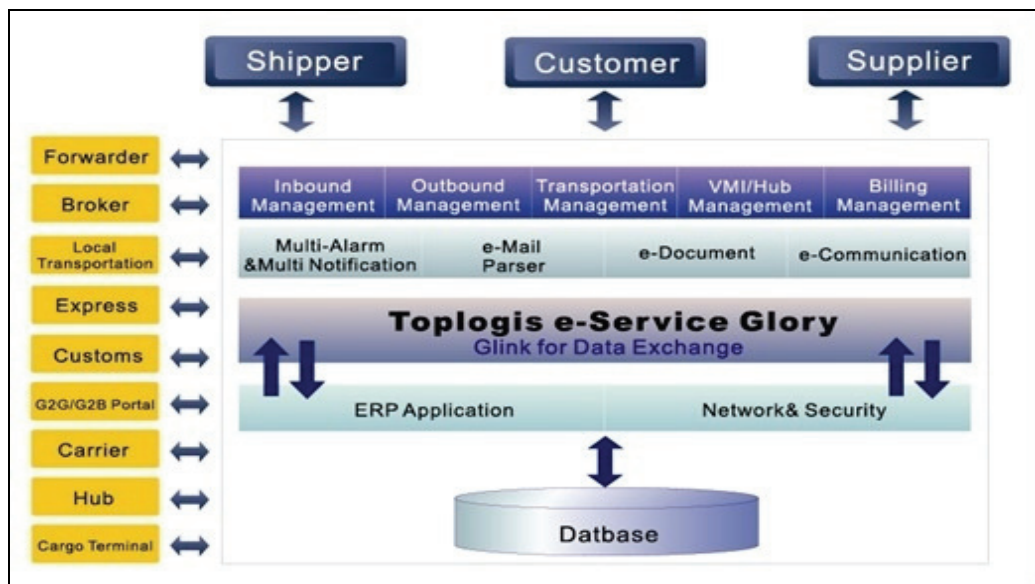 Shipper
Customer
Supplier
Forwarder
Broker
Local
Transportation
Express
Customs
G2G/G2B Portal
Carrier
Hub
Cargo Terminal
Inbound
Management
Outbound
Management
Transportation
Management
VMI/Hub
Management
Billing
Management
Multi-Alarm
&Multi Notification
e-Mail
Parser
e-Document
e-Communication
Toplogis e-Service Glory
Glink for Data Exchange
ERP Application
Network& Security
Datbase